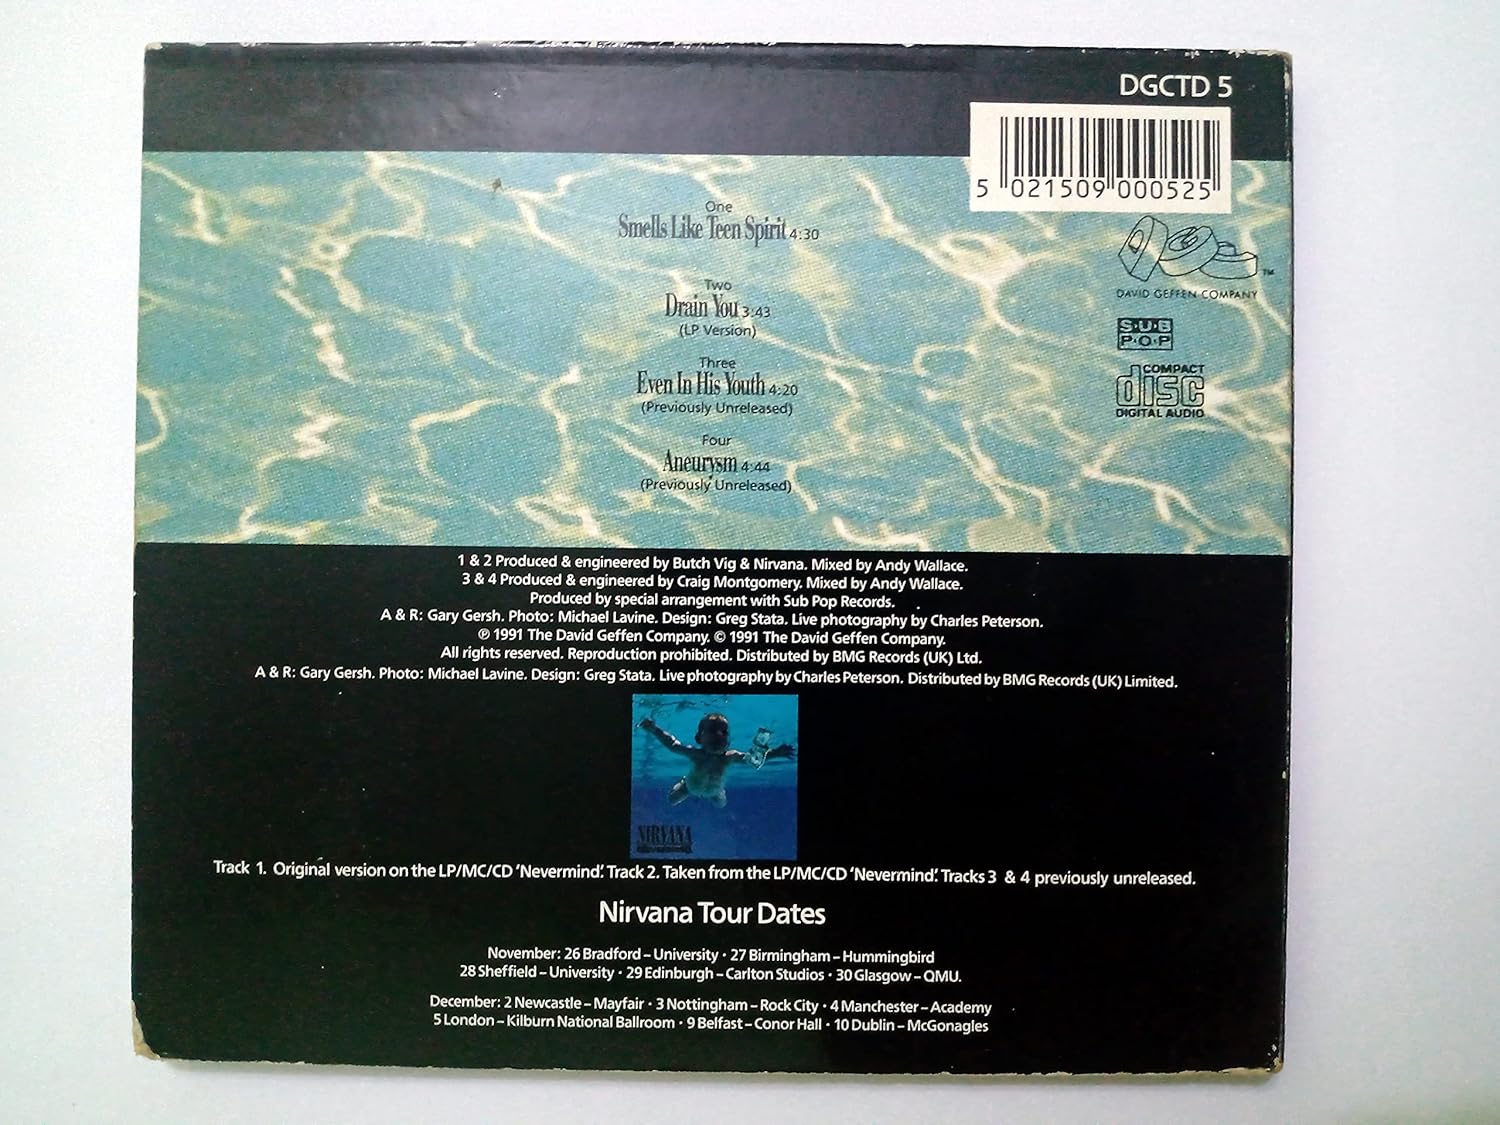 DGCTD 5
5 021509 000525
One
Smells Like Teen Spirit 4:30
Two
Drain You 3:43
(LP Version)
Three
Even In His Youth 4:20
(Previously Unreleased)
Four
Aneurysm 4:44
(Previously Unreleased)
TM
DAVID GEFFEN COMPANY
S·U·B
P·O·P
COMPACT
disc
DIGITAL AUDIO
1 & 2 Produced & engineered by Butch Vig & Nirvana. Mixed by Andy Wallace.
3 & 4 Produced & engineered by Craig Montgomery. Mixed by Andy Wallace.
Produced by special arrangement with Sub Pop Records.
A & R: Gary Gersh. Photo: Michael Lavine. Design: Greg Stata. Live photography by Charles Peterson.
℗ 1991 The David Geffen Company. © 1991 The David Geffen Company.
All rights reserved. Reproduction prohibited. Distributed by BMG Records (UK) Ltd.
A & R: Gary Gersh. Photo: Michael Lavine. Design: Greg Stata. Live photography by Charles Peterson. Distributed by BMG Records (UK) Limited.
NIRVANA
Track 1. Original version on the LP/MC/CD 'Nevermind'. Track 2. Taken from the LP/MC/CD 'Nevermind'. Tracks 3 & 4 previously unreleased.
Nirvana Tour Dates
November: 26 Bradford – University · 27 Birmingham – Hummingbird
28 Sheffield – University · 29 Edinburgh – Carlton Studios · 30 Glasgow – QMU.
December: 2 Newcastle – Mayfair · 3 Nottingham – Rock City · 4 Manchester – Academy
5 London – Kilburn National Ballroom · 9 Belfast – Conor Hall · 10 Dublin – McGonagles